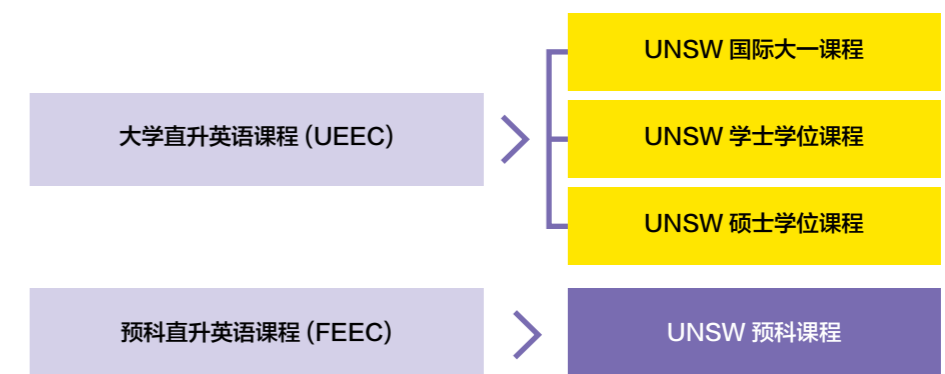 UNSW 国际大一课程
大学直升英语课程 (UEEC)
UNSW 学士学位课程
UNSW 硕士学位课程
预科直升英语课程 (FEEC)
UNSW 预科课程